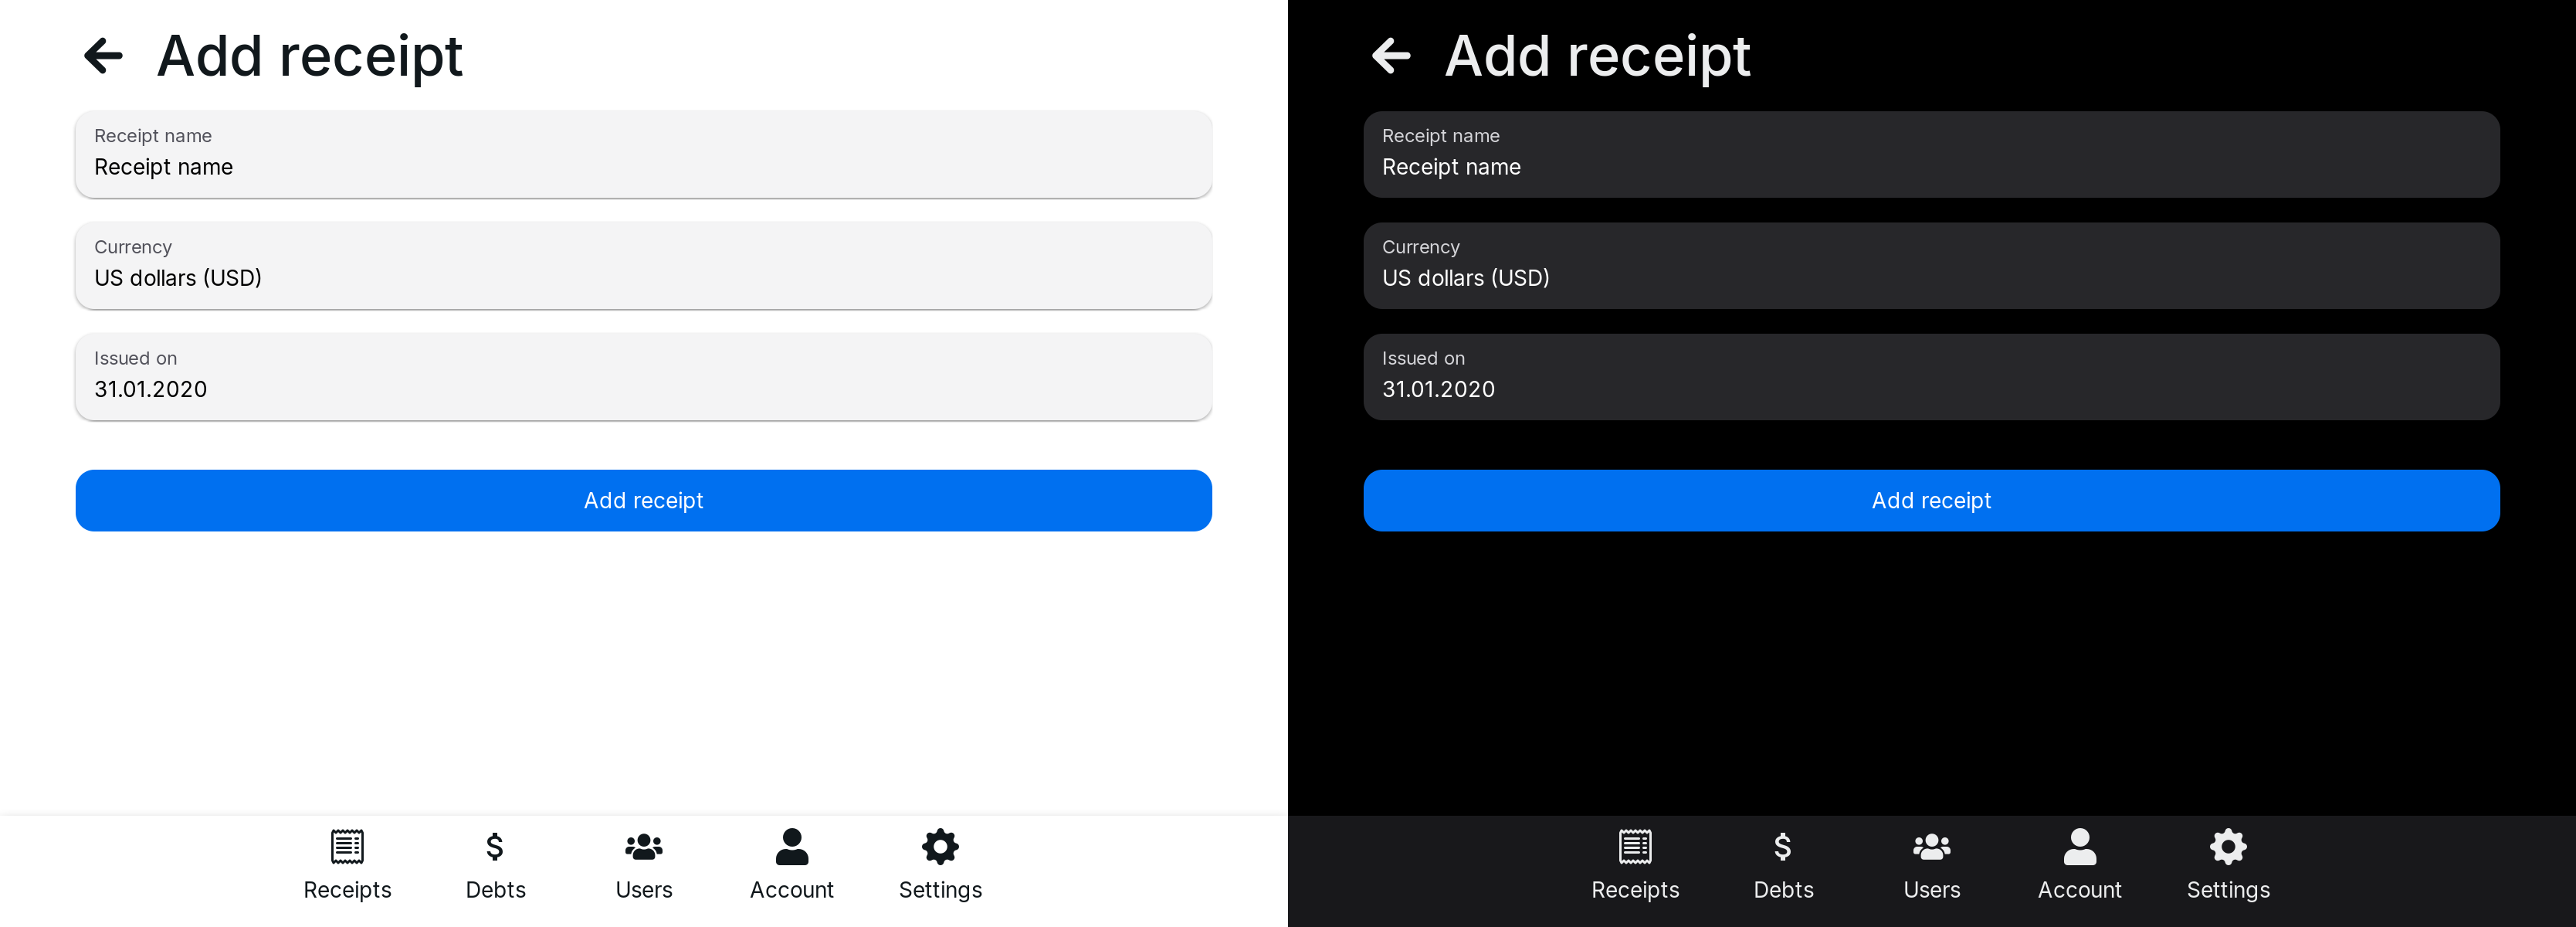 Add receipt
Receipt name
Receipt name
Currency
US dollars (USD)
Issued on
31.01.2020
Add receipt
Receipts
Debts
Users
Account
Settings
Add receipt
Receipt name
Receipt name
Currency
US dollars (USD)
Issued on
31.01.2020
Add receipt
Receipts
Debts
Users
Account
Settings